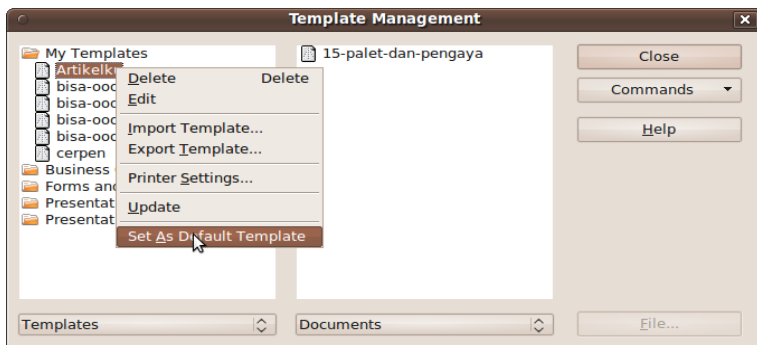 Template Management
My Templates
Artikelk
bisa-ooo
bisa-ooo
bisa-ooo
bisa-ooo
cerpen
Business
Forms and
Presentat
Presentat
Delete Delete
Edit
Import Template...
Export Template...
Printer Settings...
Update
Set As Default Template
15-palet-dan-pengaya
Close
Commands
Help
Templates
Documents
File...